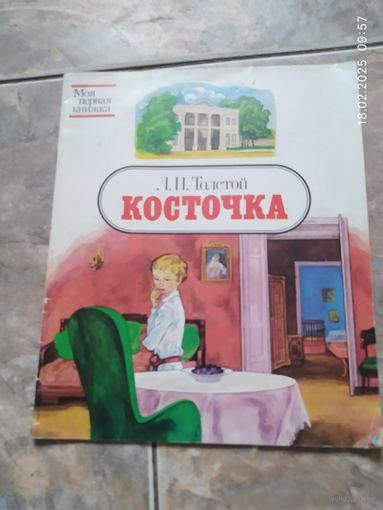 Моя
первая
книжка
Л.Н.Толстой
КОСТОЧКА
18.02.2025 09:57